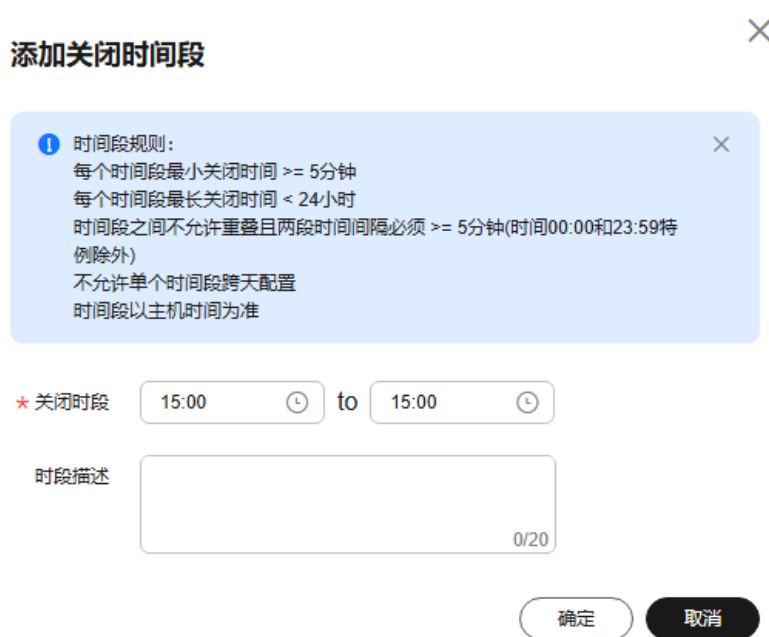 添加关闭时间段
时间段规则：
每个时间段最小关闭时间 >= 5分钟
每个时间段最长关闭时间 < 24小时
时间段之间不允许重叠且两段时间间隔必须 >= 5分钟(时间00:00和23:59特
例除外)
不允许单个时间段跨天配置
时间段以主机时间为准
* 关闭时段 15:00 to 15:00
时段描述
0/20
确定 取消